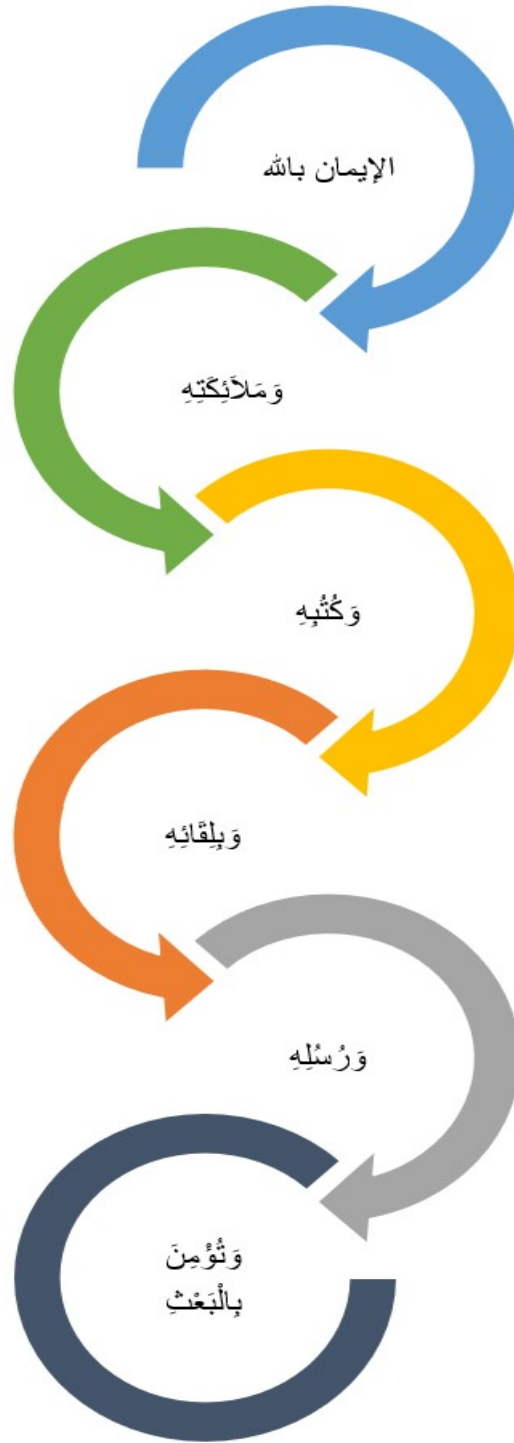 الإيمان بالله
وَمَلاَئِكَتِهِ
وَكُتُبِهِ
وَبِلِقَائِهِ
وَرُسُلِهِ
وَتُؤْمِنَ
بِالْبَعْثِ